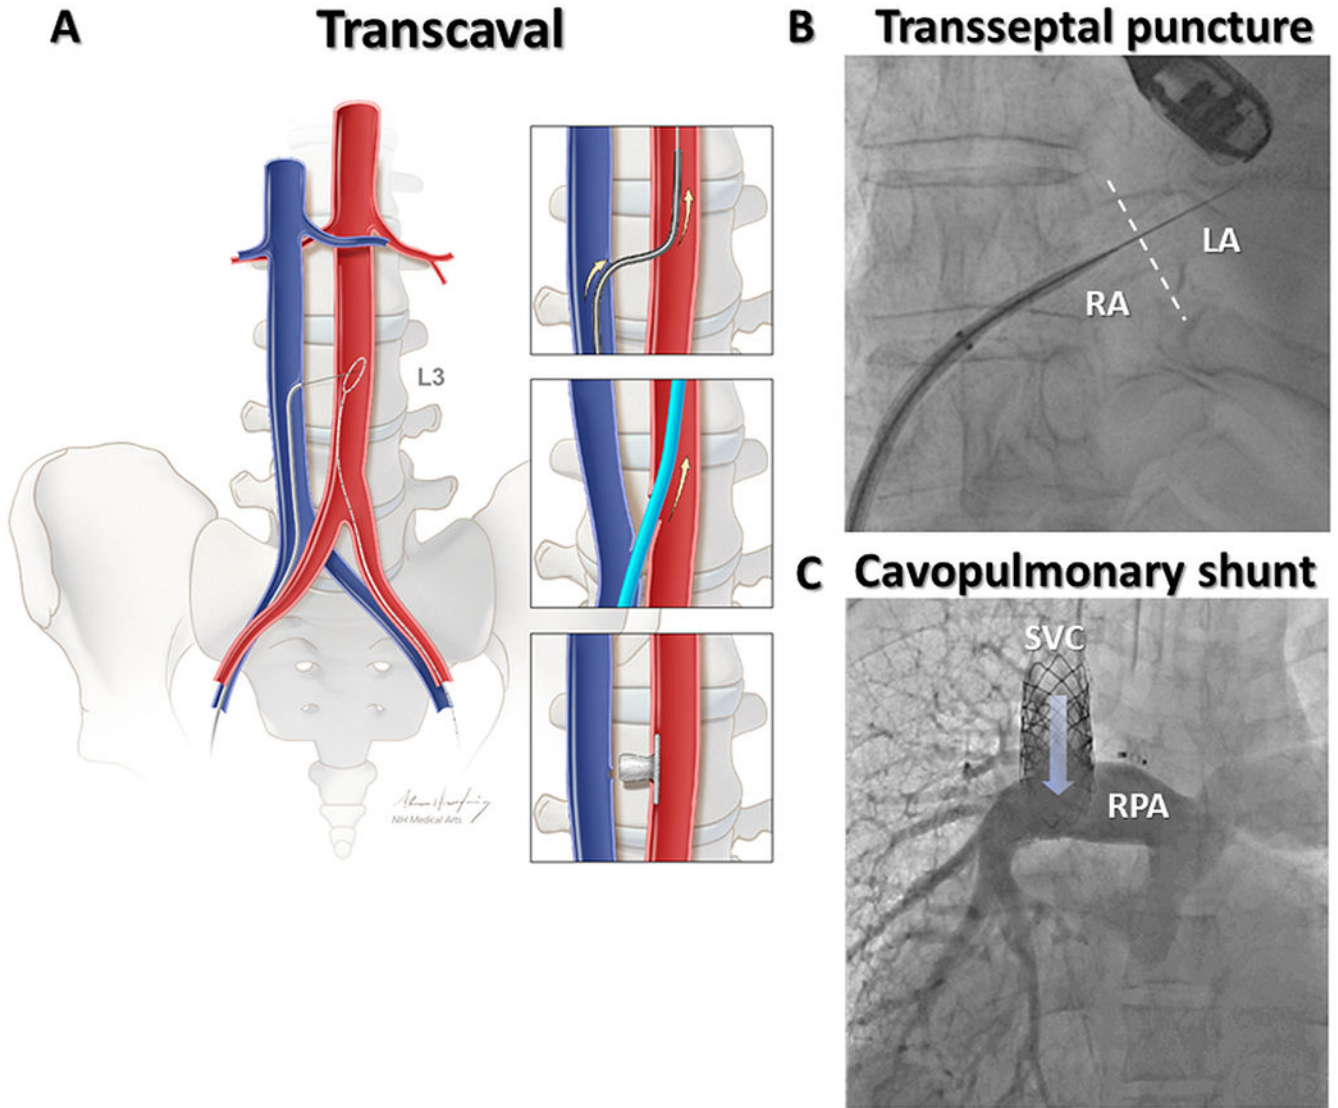 A
Transcaval
L3
NIH Medical Arts
B
Transseptal puncture
LA
RA
C
Cavopulmonary shunt
SVC
RPA